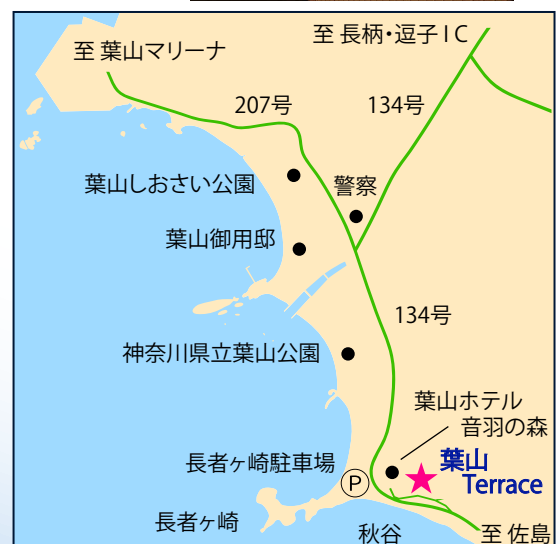 至 長柄・逗子IC
至 葉山マリーナ
207号
134号
葉山しおさい公園
警察
葉山御用邸
134号
神奈川県立葉山公園
葉山ホテル
音羽の森
長者ヶ崎駐車場
P
葉山
Terrace
長者ヶ崎
秋谷
至 佐島